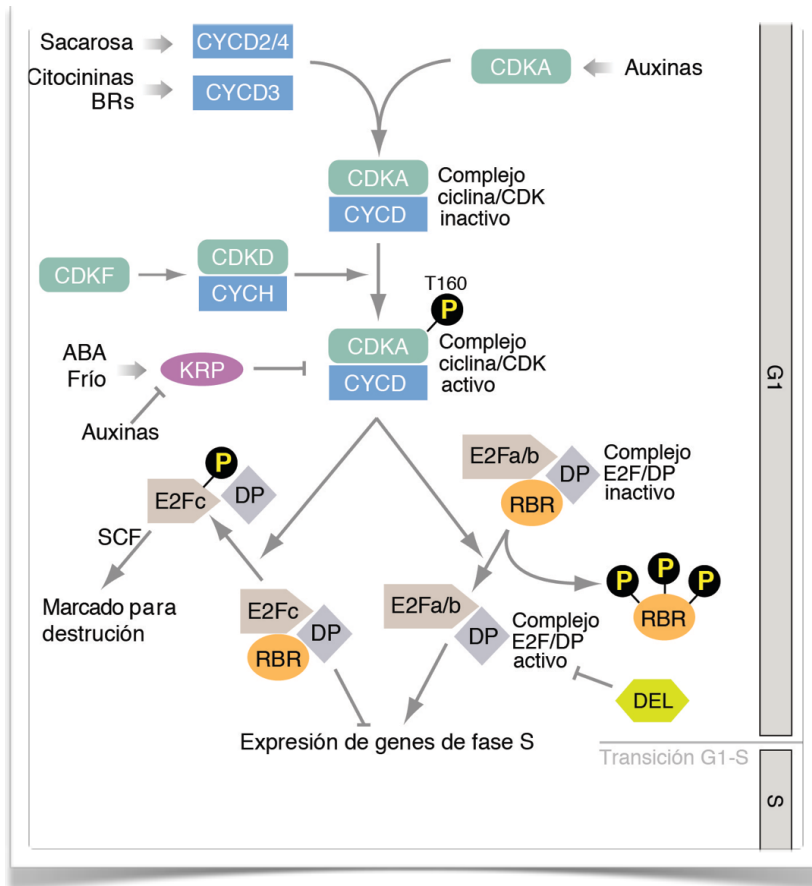 Sacarosa
CYCD2/4
Citocininas
BRs
CYCD3
CDKA
Auxinas
CDKA
CYCD
Complejo
ciclina/CDK
inactivo
CDKF
CDKD
CYCH
T160
P
CDKA
CYCD
Complejo
ciclina/CDK
activo
ABA
Frío
KRP
Auxinas
G1
P
E2Fc
DP
SCF
Marcado para
destrución
E2Fa/b
DP
RBR
Complejo
E2F/DP
inactivo
P
P
P
RBR
E2Fc
DP
RBR
E2Fa/b
DP
Complejo
E2F/DP
activo
DEL
Expresión de genes de fase S
Transición G1-S
S